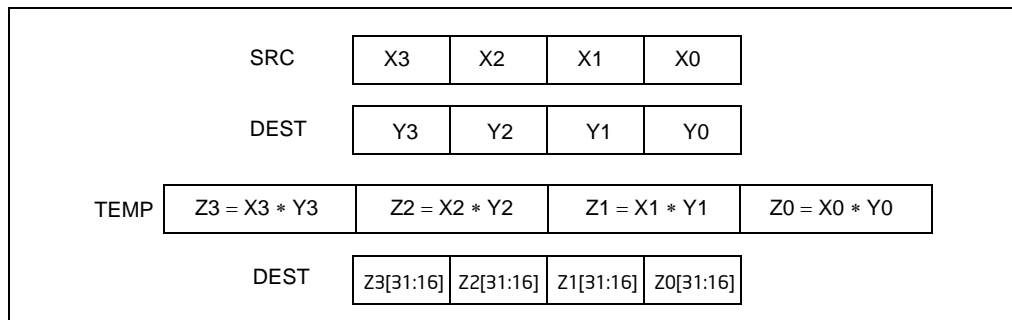 SRC X3 X2 X1 X0
DEST Y3 Y2 Y1 Y0
TEMP Z3 = X3 ∗ Y3 Z2 = X2 ∗ Y2 Z1 = X1 ∗ Y1 Z0 = X0 ∗ Y0
DEST Z3[31:16] Z2[31:16] Z1[31:16] Z0[31:16]